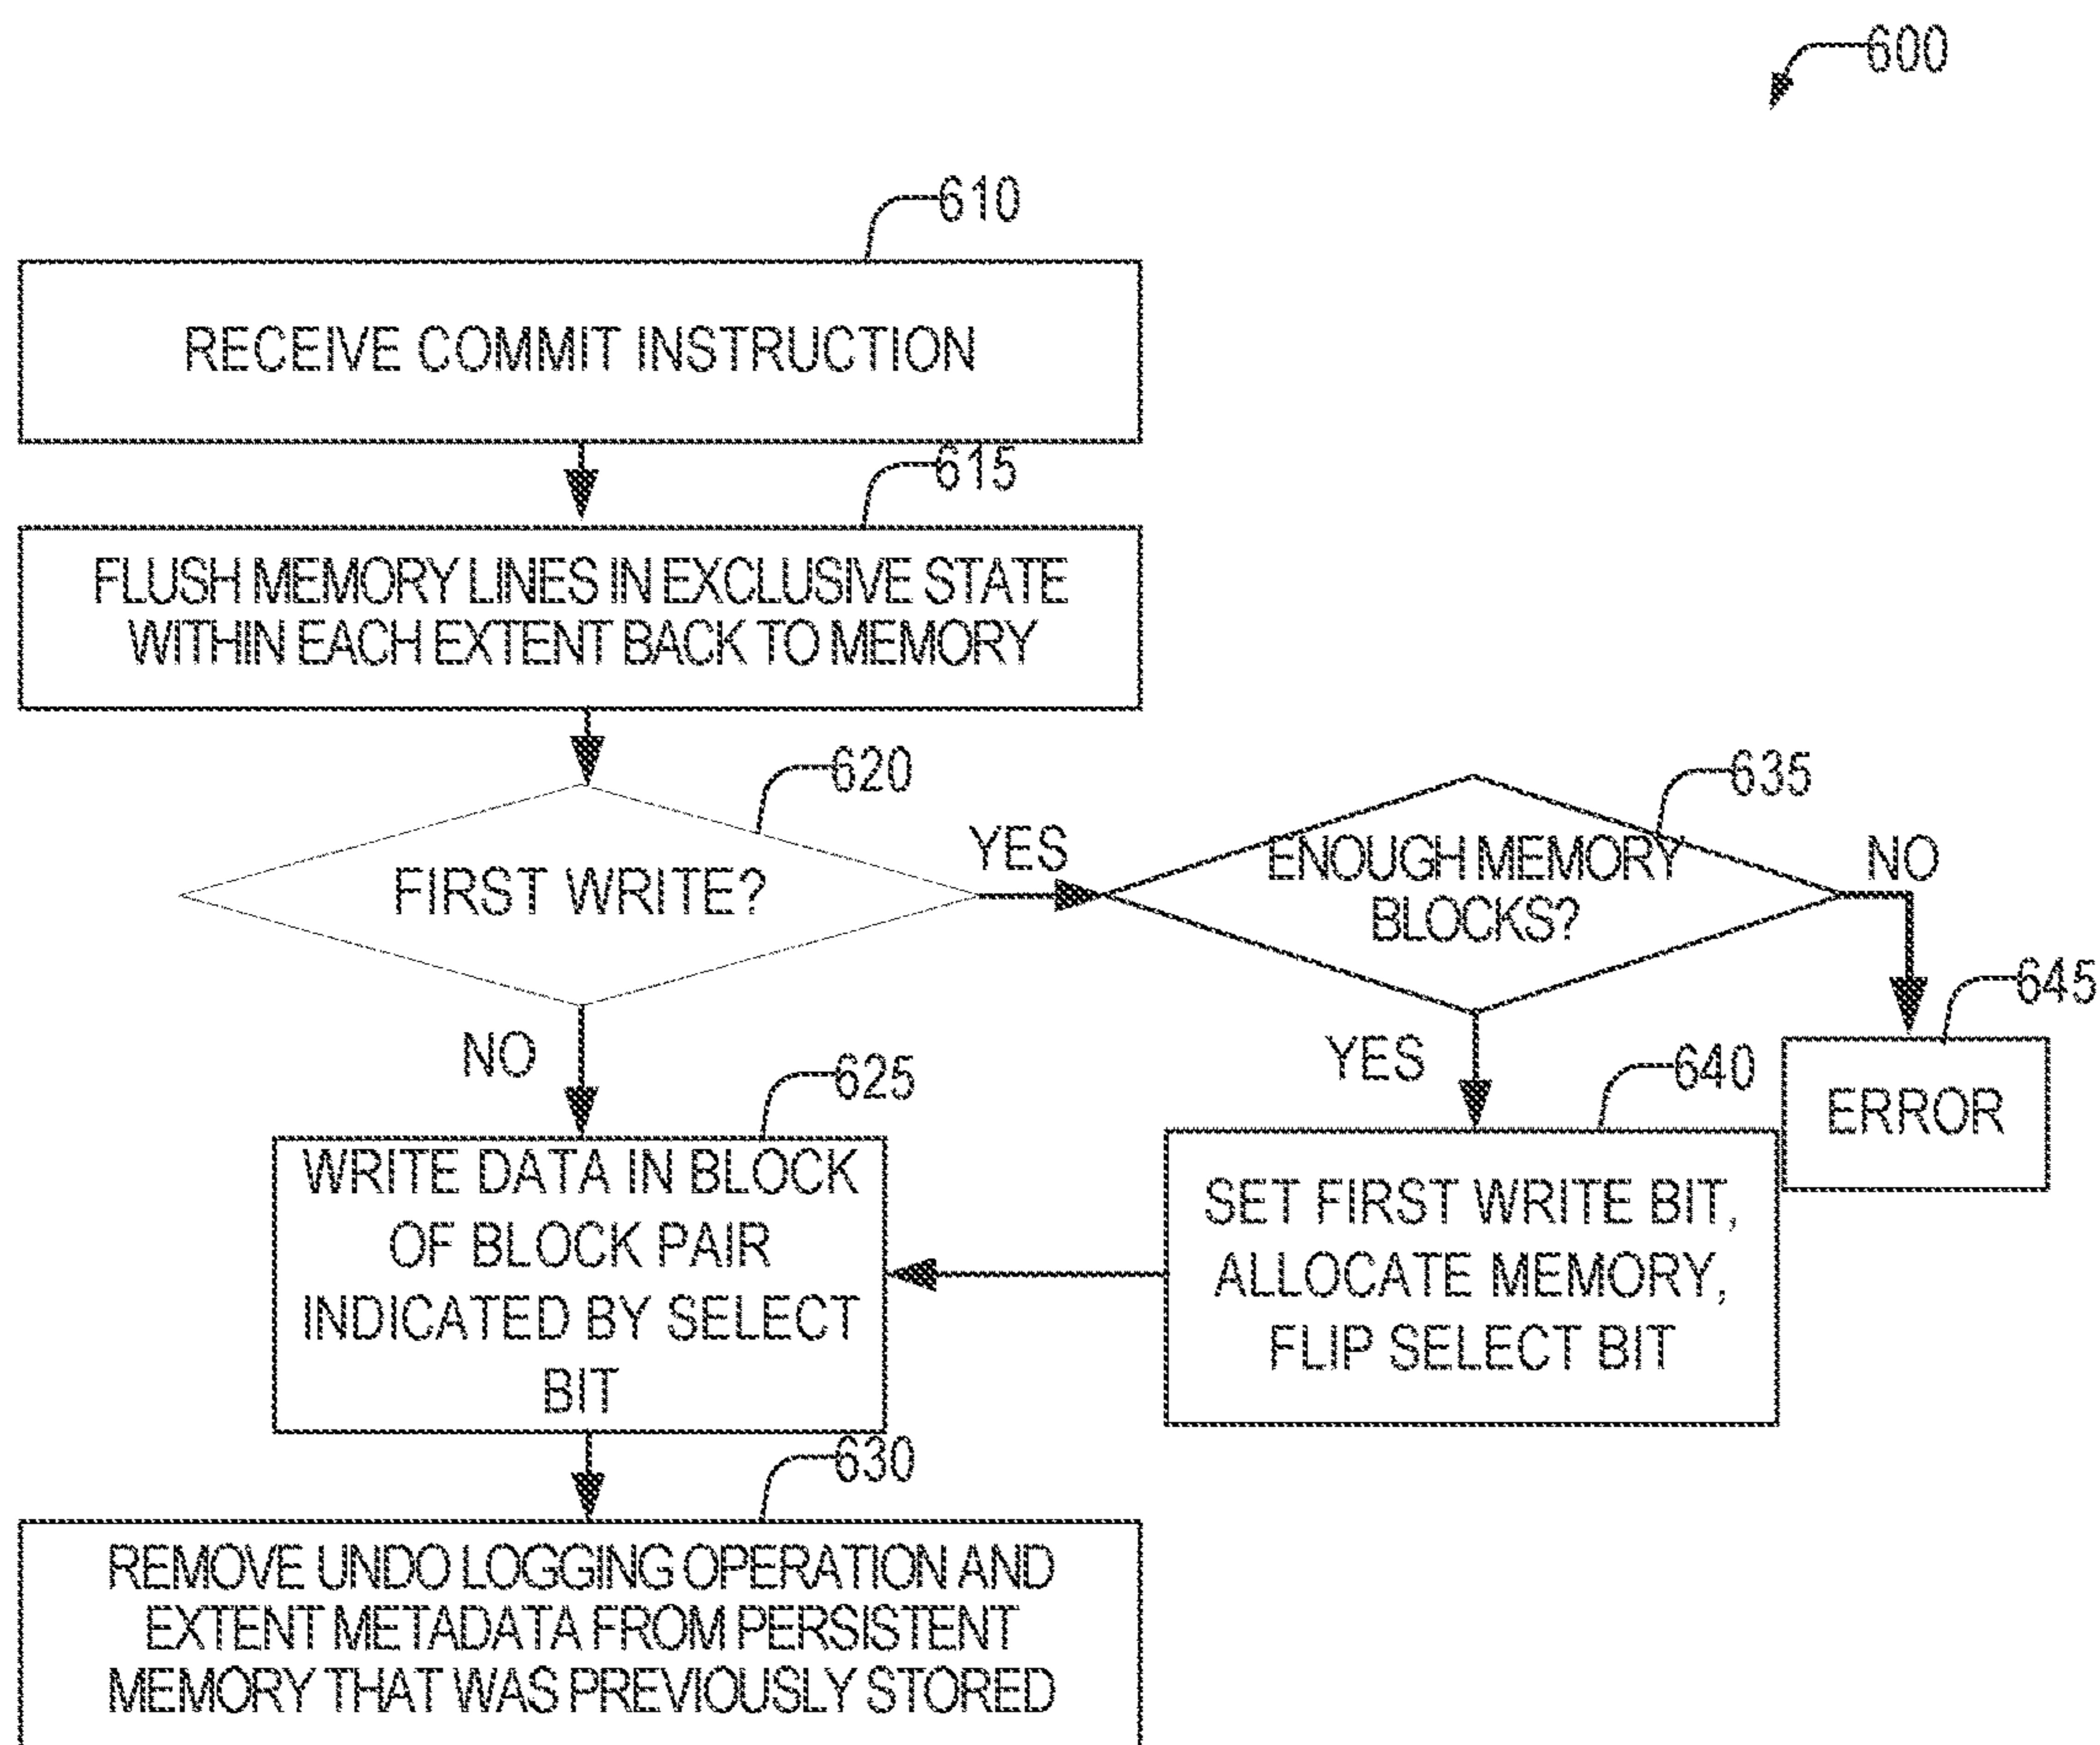 600
610
RECEIVE COMMIT INSTRUCTION
615
FLUSH MEMORY LINES IN EXCLUSIVE STATE
WITHIN EACH EXTENT BACK TO MEMORY
620
FIRST WRITE?
YES
635
ENOUGH MEMORY
BLOCKS?
NO
645
ERROR
NO
YES
625
WRITE DATA IN BLOCK
OF BLOCK PAIR
INDICATED BY SELECT
BIT
640
SET FIRST WRITE BIT,
ALLOCATE MEMORY,
FLIP SELECT BIT
630
REMOVE UNDO LOGGING OPERATION AND
EXTENT METADATA FROM PERSISTENT
MEMORY THAT WAS PREVIOUSLY STORED